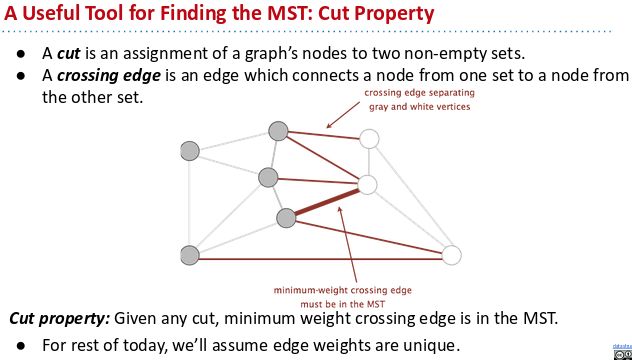 A Useful Tool for Finding the MST: Cut Property
● A cut is an assignment of a graph's nodes to two non-empty sets.
● A crossing edge is an edge which connects a node from one set to a node from
the other set.
crossing edge separating
gray and white vertices
minimum-weight crossing edge
must be in the MST
Cut property: Given any cut, minimum weight crossing edge is in the MST.
● For rest of today, we'll assume edge weights are unique.